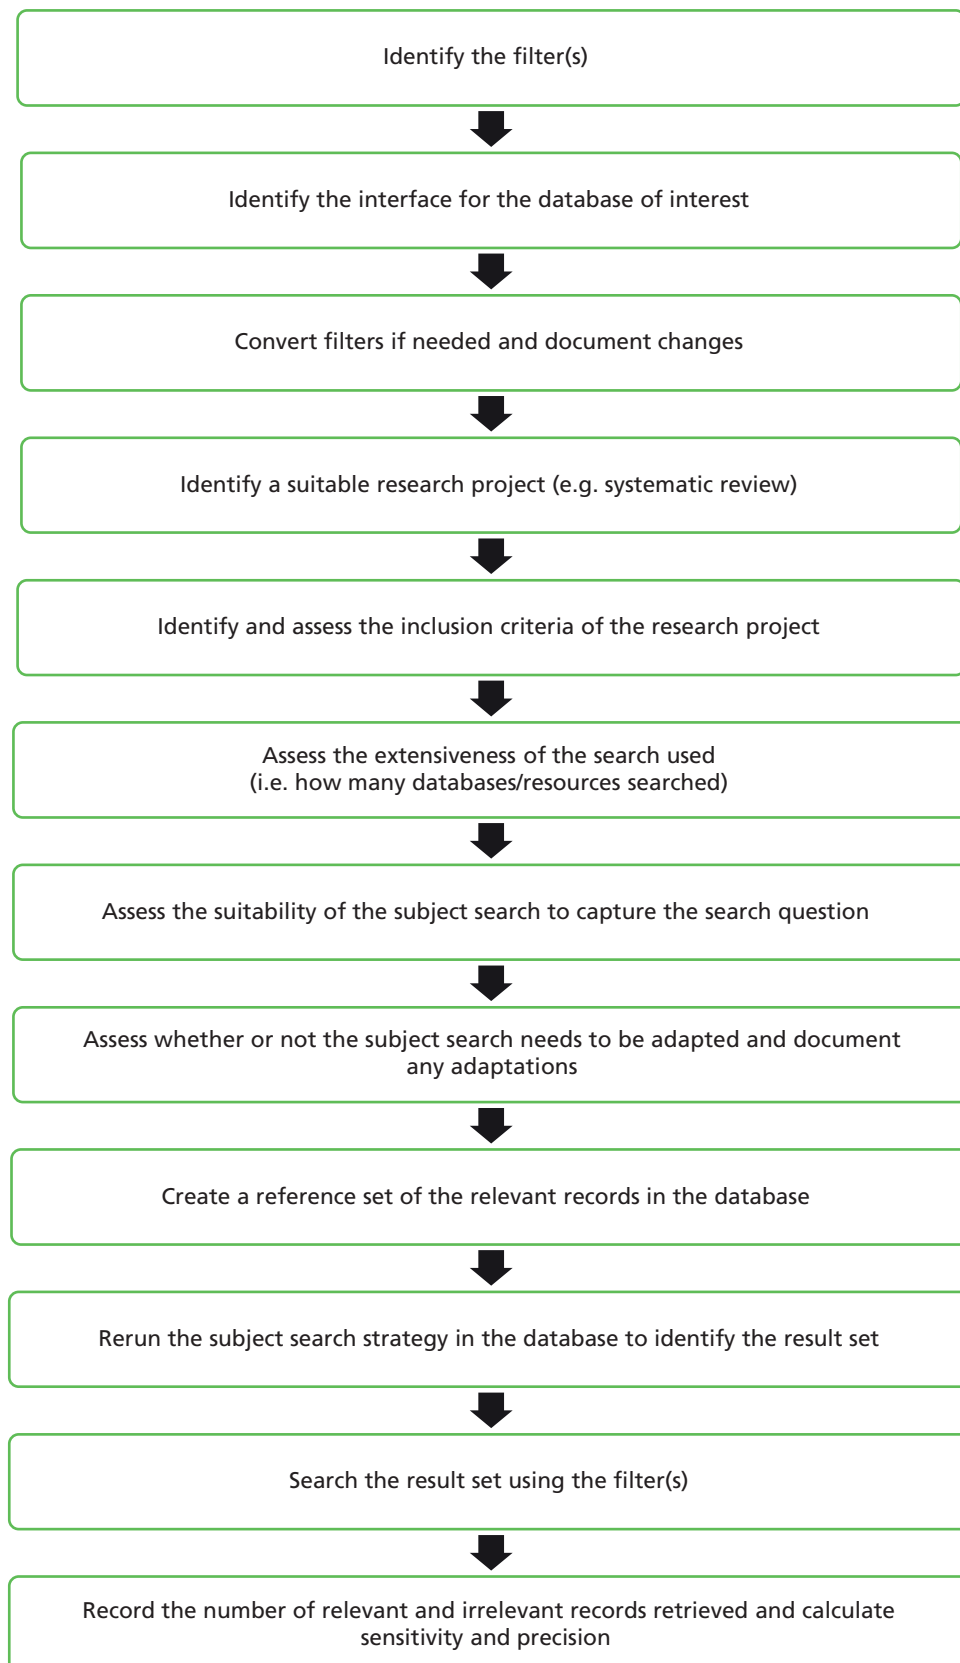 Identify the filter(s)
Identify the interface for the database of interest
Convert filters if needed and document changes
Identify a suitable research project (e.g. systematic review)
Identify and assess the inclusion criteria of the research project
Assess the extensiveness of the search used
(i.e. how many databases/resources searched)
Assess the suitability of the subject search to capture the search question
Assess whether or not the subject search needs to be adapted and document
any adaptations
Create a reference set of the relevant records in the database
Rerun the subject search strategy in the database to identify the result set
Search the result set using the filter(s)
Record the number of relevant and irrelevant records retrieved and calculate
sensitivity and precision